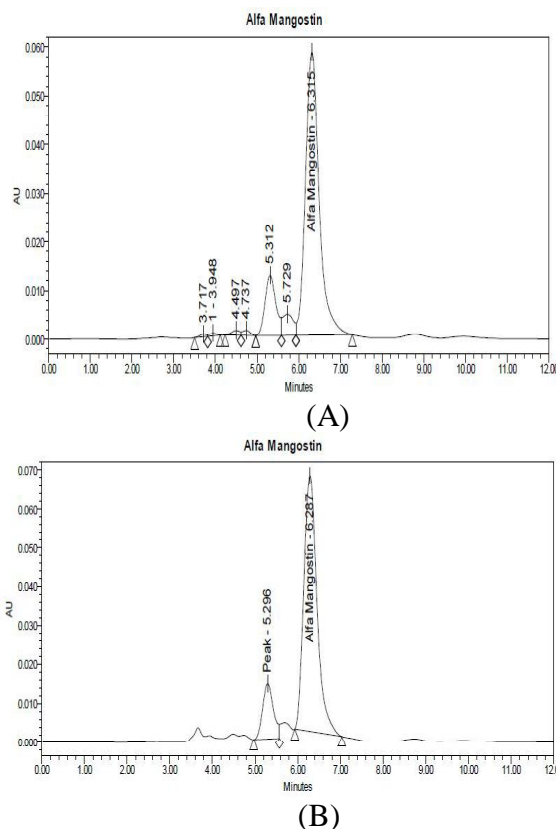 Alfa Mangostin
0.060
0.050
0.040
0.030
0.020
0.010
0.000
AU
3.717
1 - 3.948
4.497
4.737
5.312
5.729
Alfa Mangostin - 6.315
0.00 1.00 2.00 3.00 4.00 5.00 6.00 7.00 8.00 9.00 10.00 11.00 12.00
Minutes
(A)
Alfa Mangostin
0.070
0.060
0.050
0.040
0.030
0.020
0.010
0.000
AU
Peak - 5.296
Alfa Mangostin - 6.287
0.00 1.00 2.00 3.00 4.00 5.00 6.00 7.00 8.00 9.00 10.00 11.00 12.00
Minutes
(B)